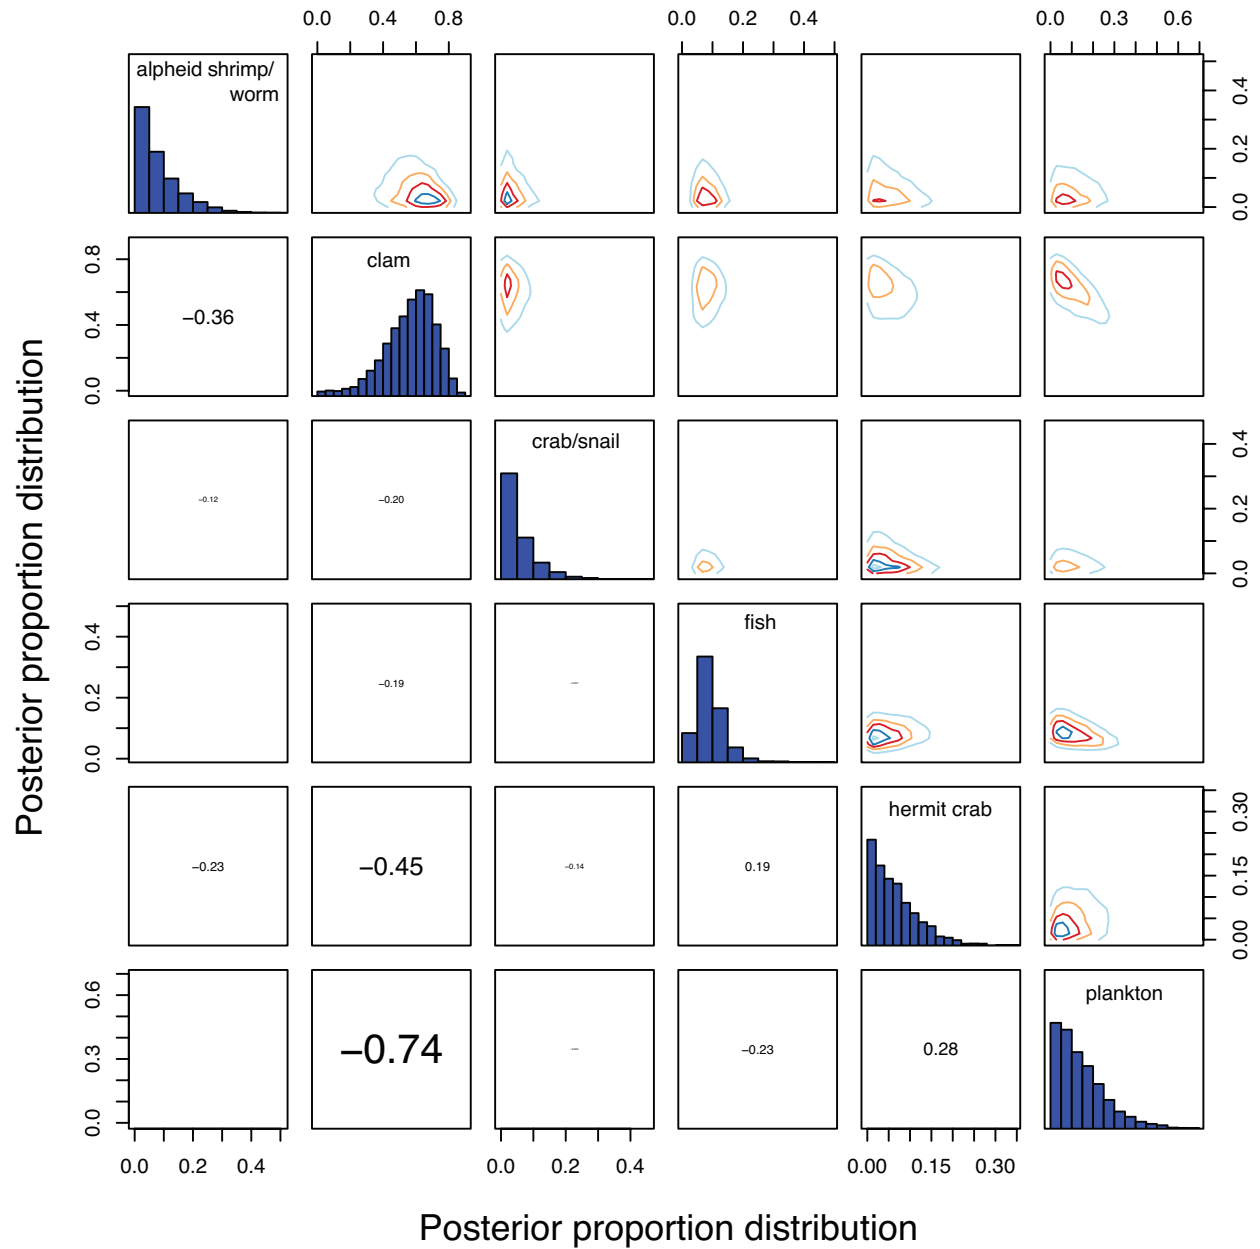 0.0 0.4 0.8 0.0 0.2 0.4 0.0 0.3 0.6
alpheid shrimp/
worm
0.0 0.2 0.4
0.0 0.4 0.8
−0.36
clam
−0.12
−0.20
crab/snail
0.0 0.2 0.4
0.0 0.2 0.4
−0.19
fish
−0.23
−0.45
−0.14
0.19
hermit crab
0.00 0.15 0.30
0.0 0.3 0.6
−0.74
−0.23
0.28
plankton
0.0 0.2 0.4 0.0 0.2 0.4 0.00 0.15 0.30
Posterior proportion distribution
Posterior proportion distribution